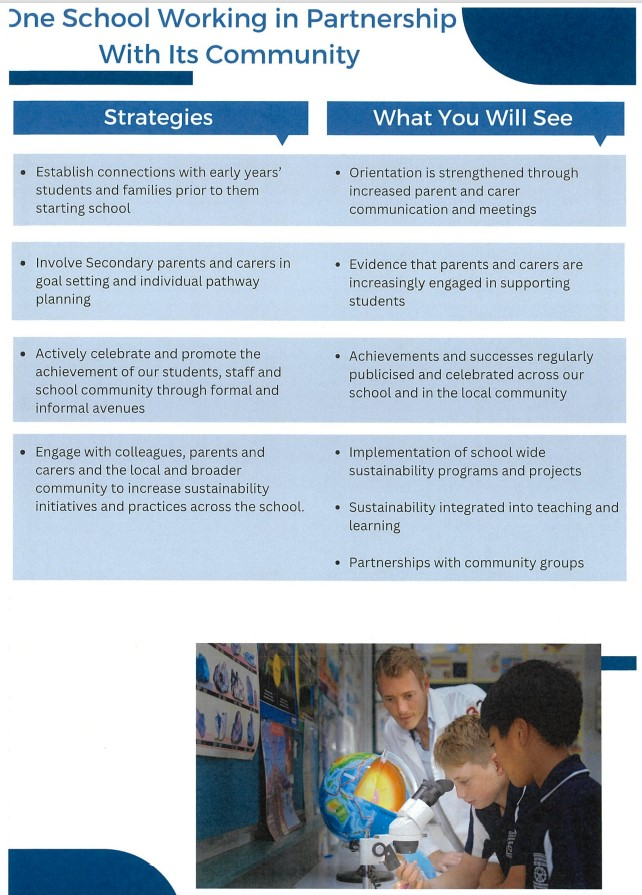 One School Working in Partnership
With Its Community
Strategies
What You Will See
• Establish connections with early years'
students and families prior to them
starting school
• Orientation is strengthened through
increased parent and carer
communication and meetings
• Involve Secondary parents and carers in
goal setting and individual pathway
planning
• Evidence that parents and carers are
increasingly engaged in supporting
students
• Actively celebrate and promote the
achievement of our students, staff and
school community through formal and
informal avenues
• Achievements and successes regularly
publicised and celebrated across our
school and in the local community
• Engage with colleagues, parents and
carers and the local and broader
community to increase sustainability
initiatives and practices across the school.
• Implementation of school wide
sustainability programs and projects
• Sustainability integrated into teaching and
learning
• Partnerships with community groups